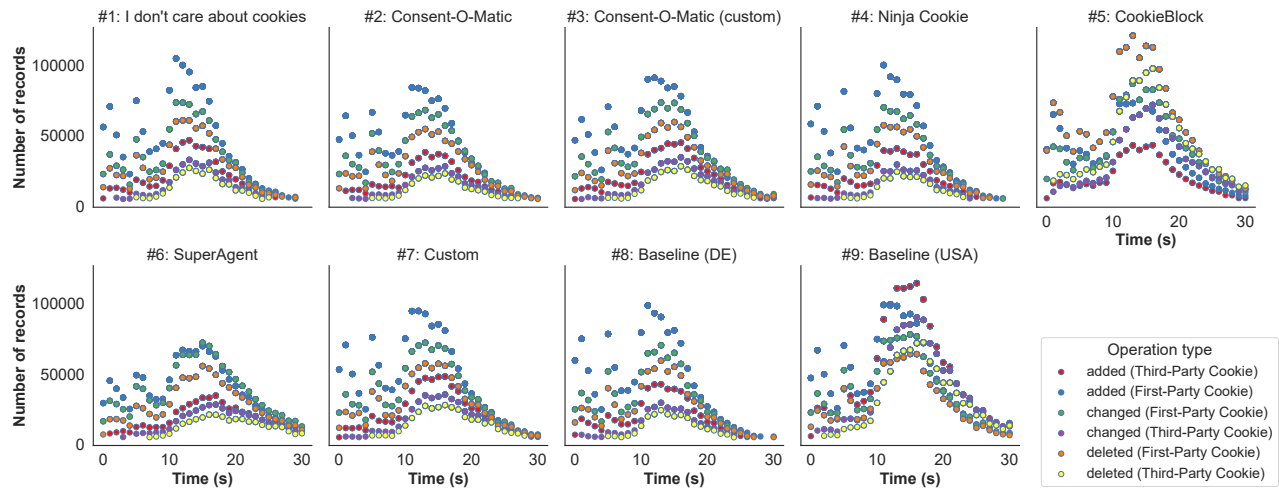 #1: I don't care about cookies
#2: Consent-O-Matic
#3: Consent-O-Matic (custom)
#4: Ninja Cookie
#5: CookieBlock
Number of records
100000
50000
0
0 10 20 30
Time (s)
#6: SuperAgent
#7: Custom
#8: Baseline (DE)
#9: Baseline (USA)
Number of records
100000
50000
0
0 10 20 30
Time (s)
0 10 20 30
Time (s)
0 10 20 30
Time (s)
0 10 20 30
Time (s)
Operation type
added (Third-Party Cookie)
added (First-Party Cookie)
changed (First-Party Cookie)
changed (Third-Party Cookie)
deleted (First-Party Cookie)
deleted (Third-Party Cookie)